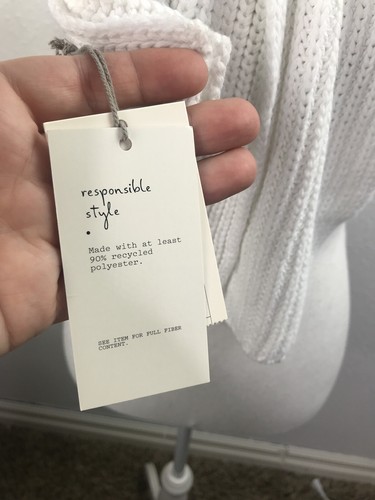 responsible
style
•
Made with at least
90% recycled
polyester.
SEE ITEM FOR FULL FIBER
CONTENT.